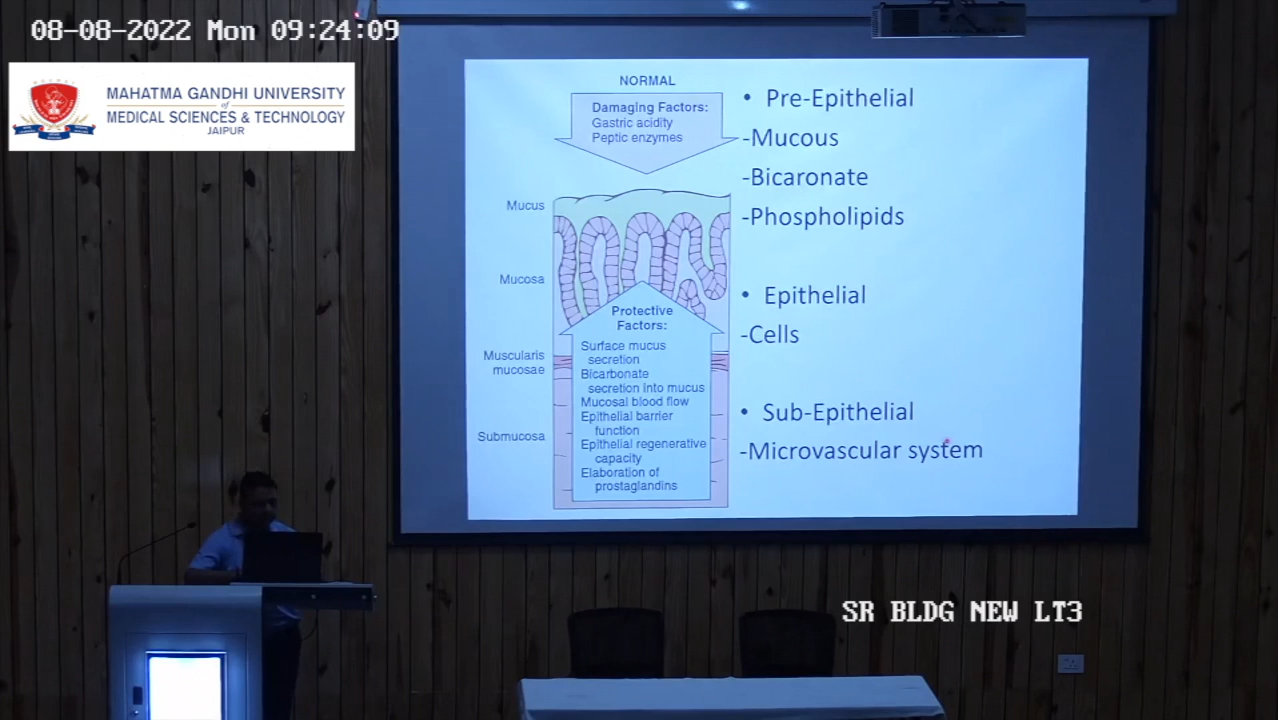 08-08-2022 Mon 09:24:09
MAHATMA GANDHI UNIVERSITY
of
MEDICAL SCIENCES & TECHNOLOGY
JAIPUR
NORMAL
Damaging Factors:
Gastric acidity
Peptic enzymes
Mucus
Mucosa
Muscularis
mucosae
Submucosa
Protective
Factors:
Surface mucus
secretion
Bicarbonate
secretion into mucus
Mucosal blood flow
Epithelial barrier
function
Epithelial regenerative
capacity
Elaboration of
prostaglandins
• Pre-Epithelial
-Mucous
-Bicaronate
-Phospholipids
• Epithelial
-Cells
• Sub-Epithelial
-Microvascular system
SR BLDG NEW LT3